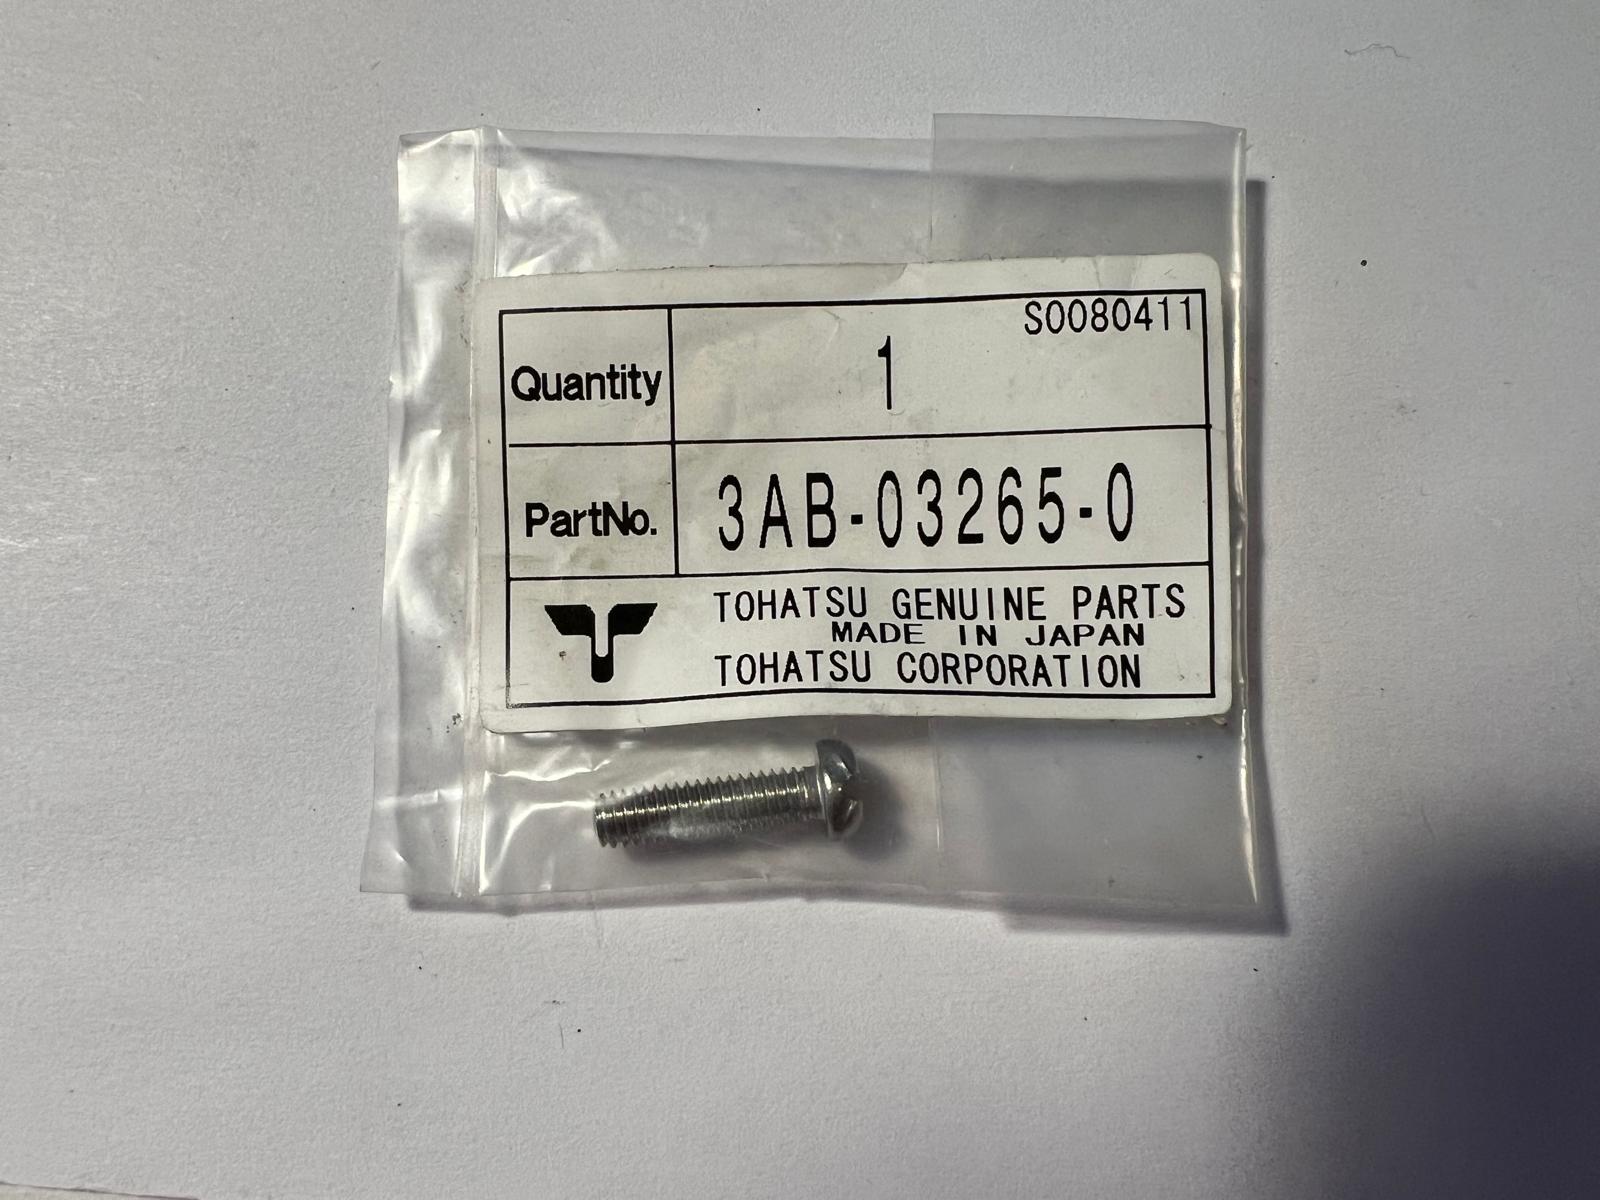 S0080411
Quantity 1
PartNo. 3AB-03265-0
TOHATSU GENUINE PARTS
MADE IN JAPAN
TOHATSU CORPORATION